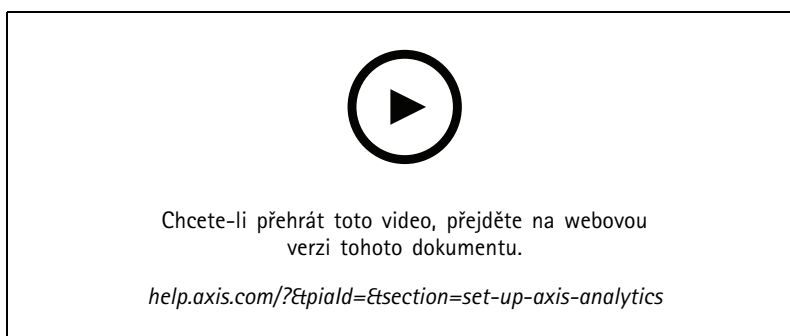 Chcete-li přehrát toto video, přejděte na webovou
verzi tohoto dokumentu.
help.axis.com/?&piaId=&section=set-up-axis-analytics